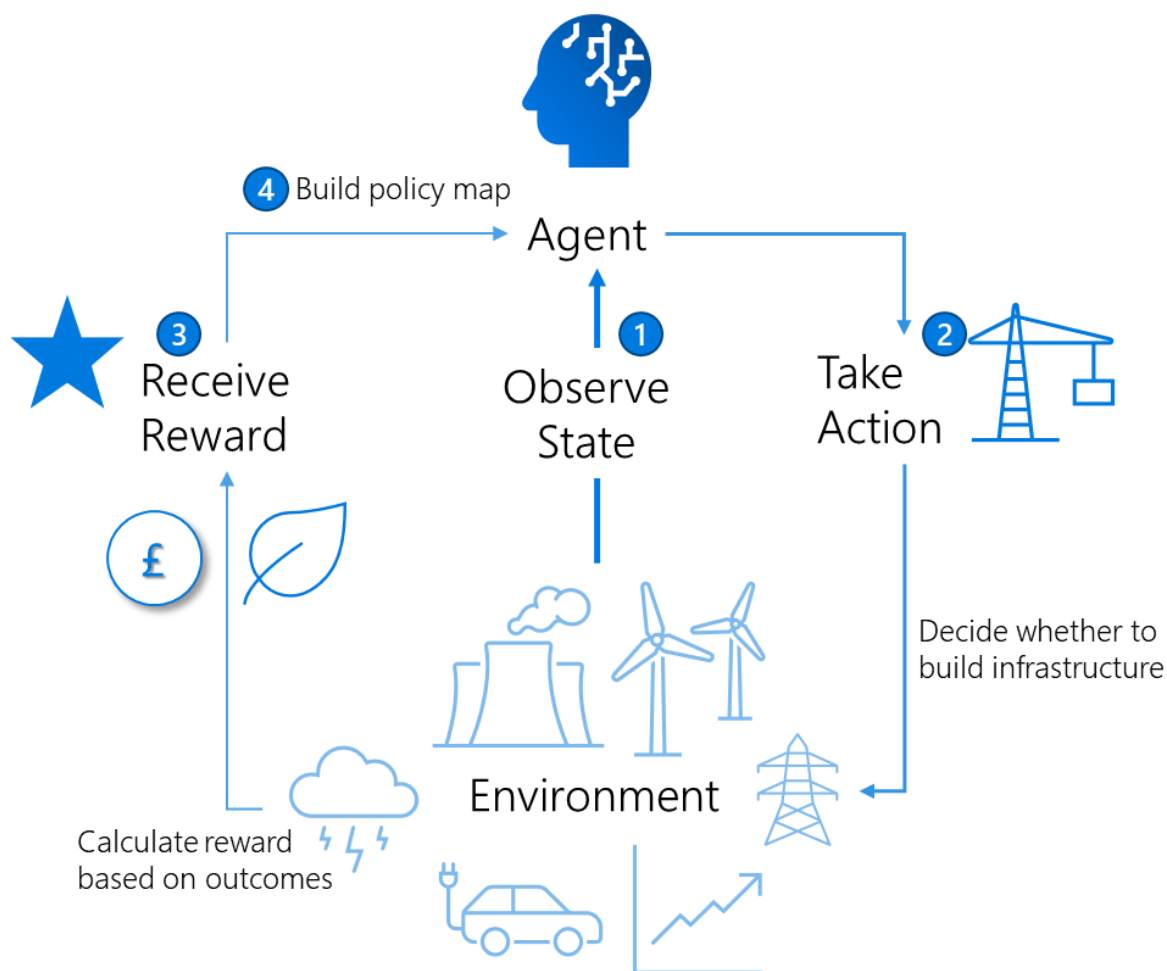 4 Build policy map
Agent
3
Receive
Reward
1
Observe
State
2
Take
Action
£
Decide whether to
build infrastructure
Environment
Calculate reward
based on outcomes